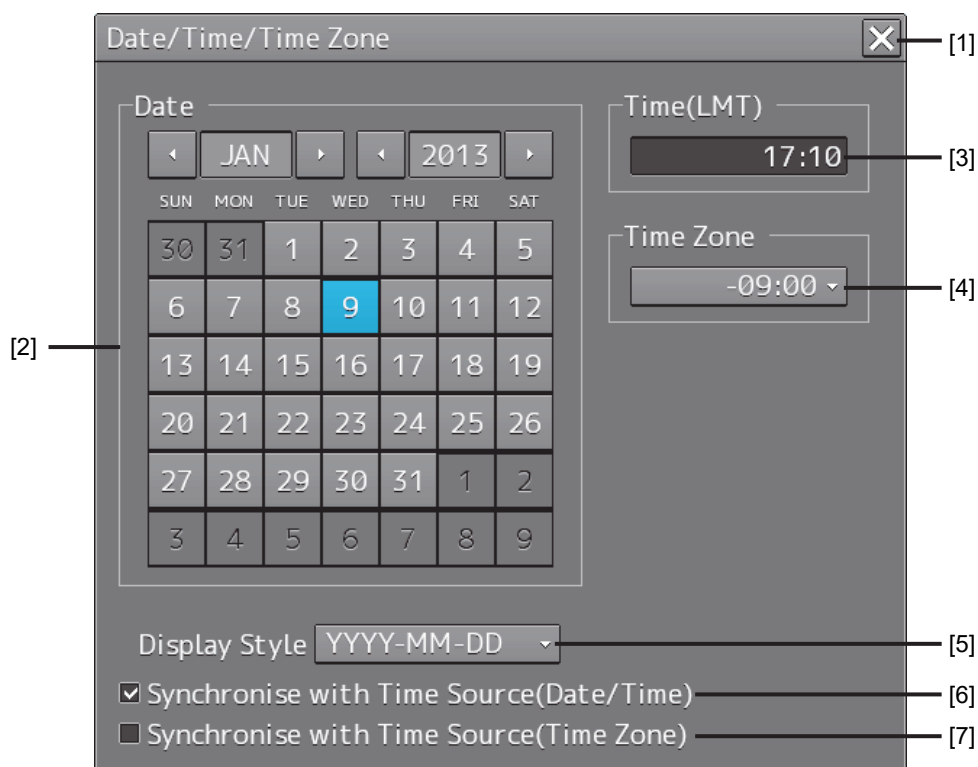 Date/Time/Time Zone
[1]
Date
JAN 2013
SUN MON TUE WED THU FRI SAT
30 31 1 2 3 4 5
6 7 8 9 10 11 12
13 14 15 16 17 18 19
20 21 22 23 24 25 26
27 28 29 30 31 1 2
3 4 5 6 7 8 9
[2]
Time(LMT)
17:10
[3]
Time Zone
-09:00
[4]
Display Style YYYY-MM-DD
[5]
Synchronise with Time Source(Date/Time)
[6]
Synchronise with Time Source(Time Zone)
[7]